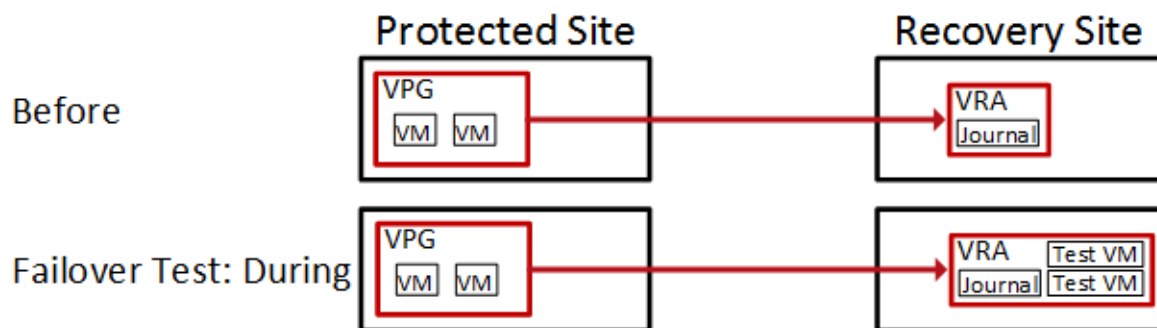 Protected Site Recovery Site
Before
VPG
VM VM
VRA
Journal
Failover Test: During
VPG
VM VM
VRA Test VM
Journal Test VM